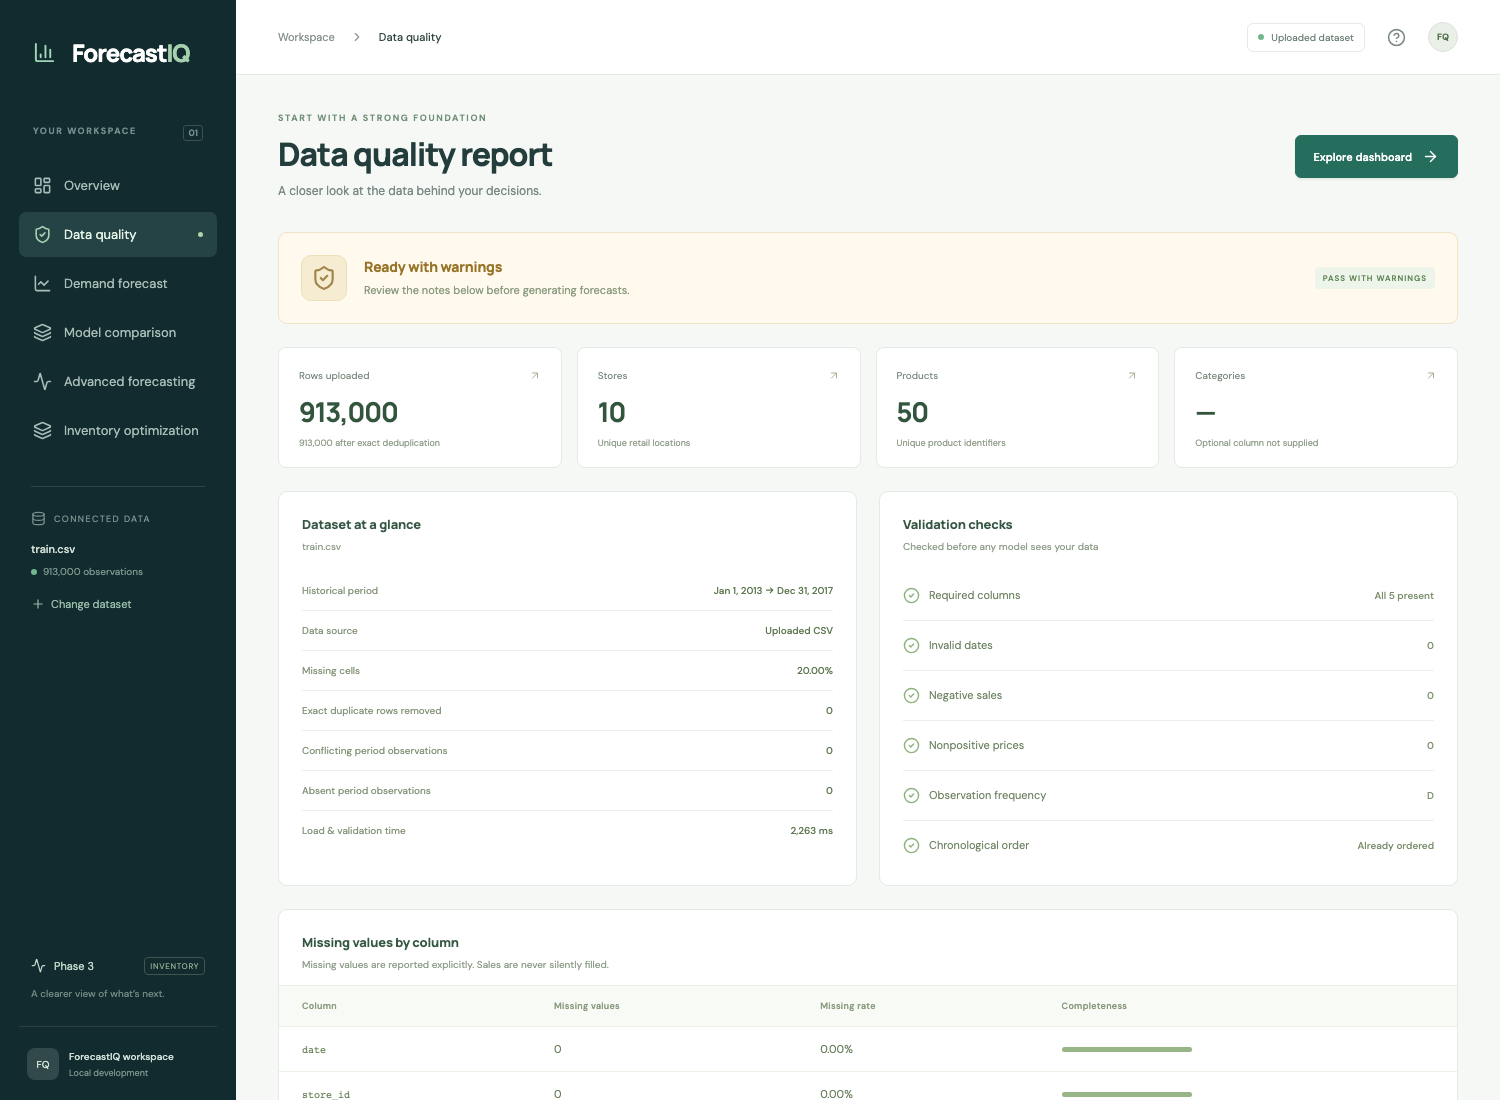 ForecastIQ
YOUR WORKSPACE 01
Overview
Data quality
Demand forecast
Model comparison
Advanced forecasting
Inventory optimization
CONNECTED DATA
train.csv
913,000 observations
Change dataset
Phase 3 INVENTORY
A clearer view of what's next.
FQ
ForecastIQ workspace
Local development
Workspace Data quality
Uploaded dataset
FQ
START WITH A STRONG FOUNDATION
Data quality report
A closer look at the data behind your decisions.
Explore dashboard
Ready with warnings
Review the notes below before generating forecasts.
PASS WITH WARNINGS
Rows uploaded
913,000
913,000 after exact deduplication
Stores
10
Unique retail locations
Products
50
Unique product identifiers
Categories
—
Optional column not supplied
Dataset at a glance
train.csv
Historical period Jan 1, 2013 → Dec 31, 2017
Data source Uploaded CSV
Missing cells 20.00%
Exact duplicate rows removed 0
Conflicting period observations 0
Absent period observations 0
Load & validation time 2,263 ms
Validation checks
Checked before any model sees your data
Required columns All 5 present
Invalid dates 0
Negative sales 0
Nonpositive prices 0
Observation frequency D
Chronological order Already ordered
Missing values by column
Missing values are reported explicitly. Sales are never silently filled.
Column Missing values Missing rate Completeness
date 0 0.00%
store_id 0 0.00%